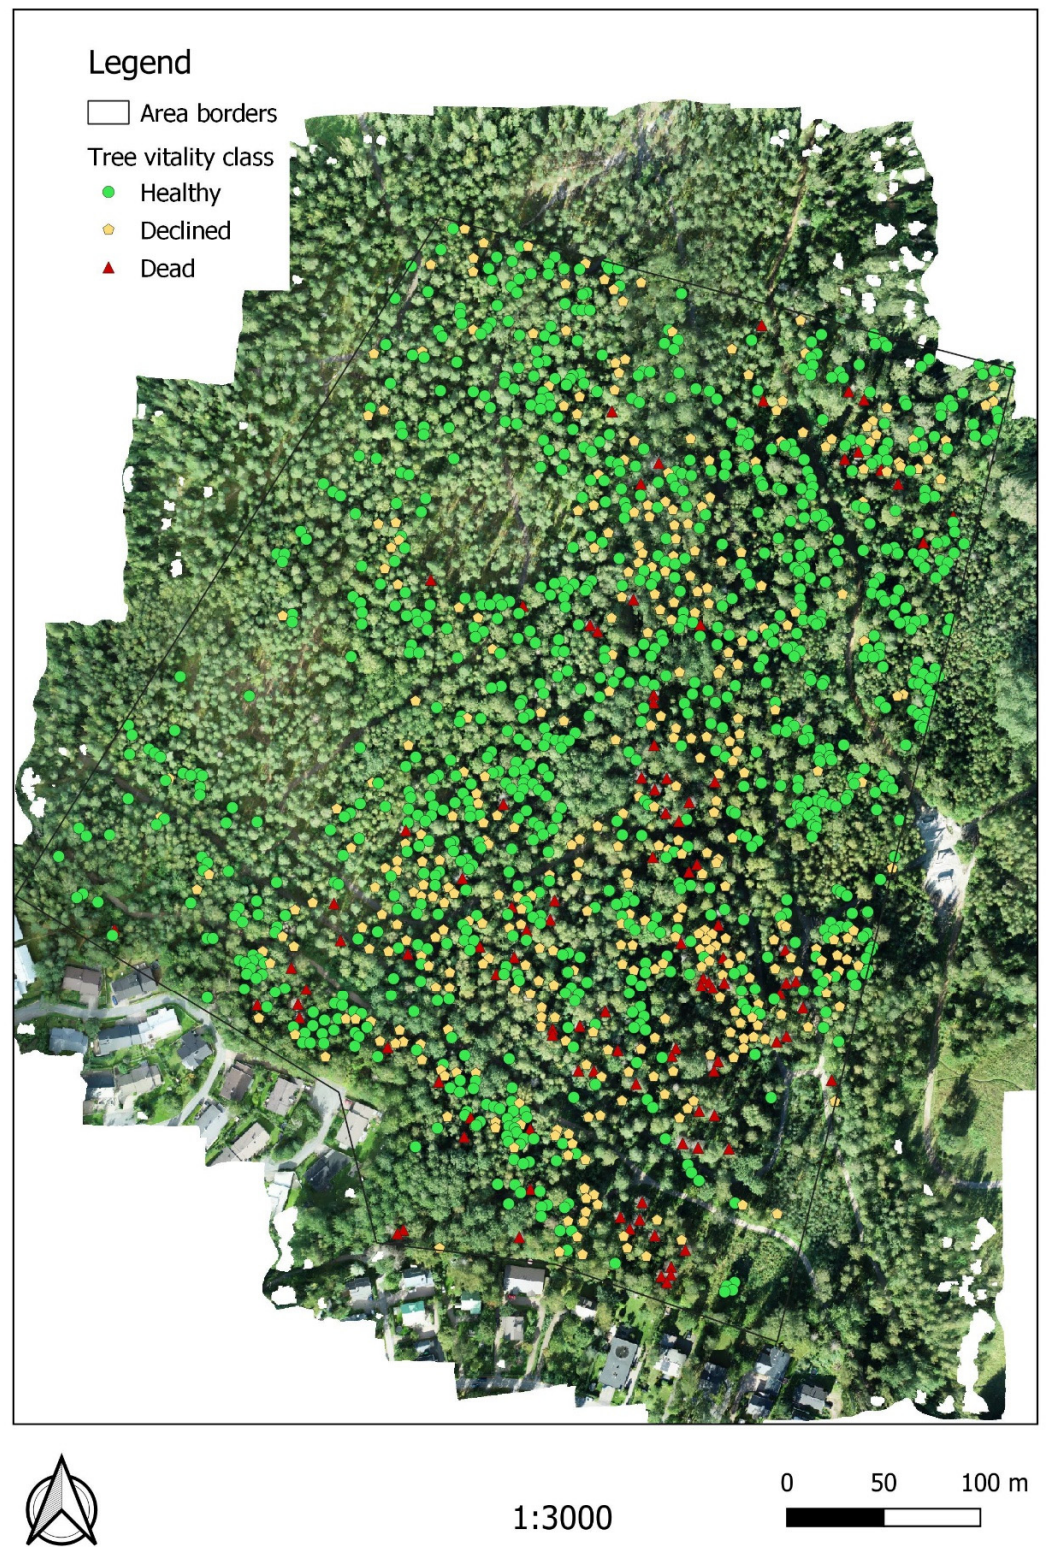 Legend
Area borders
Tree vitality class
Healthy
Declined
Dead
1:3000
0 50 100 m